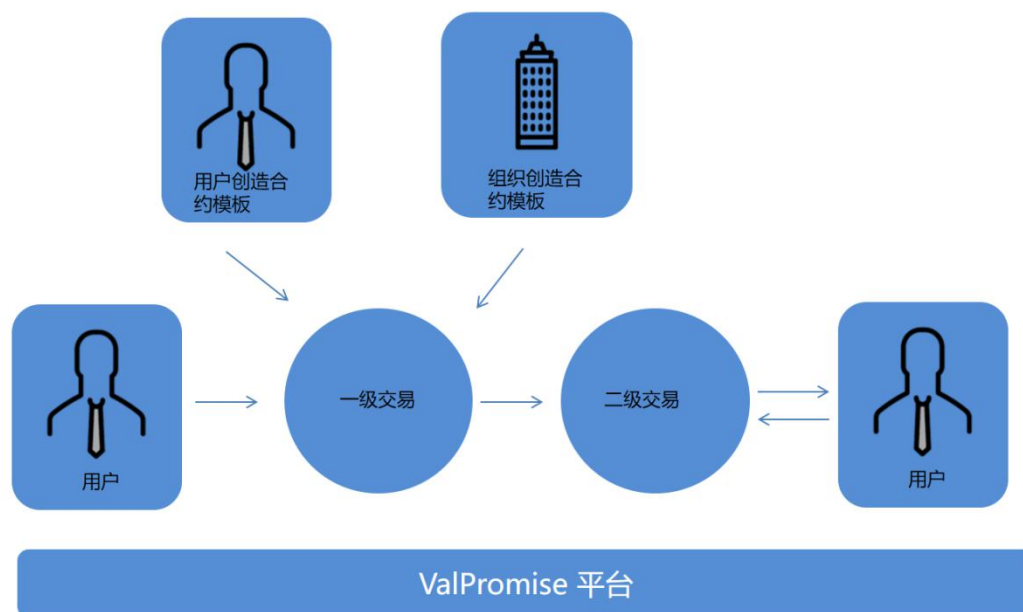 用户创造合
约模板
组织创造合
约模板
用户
一级交易
二级交易
用户
ValPromise 平台